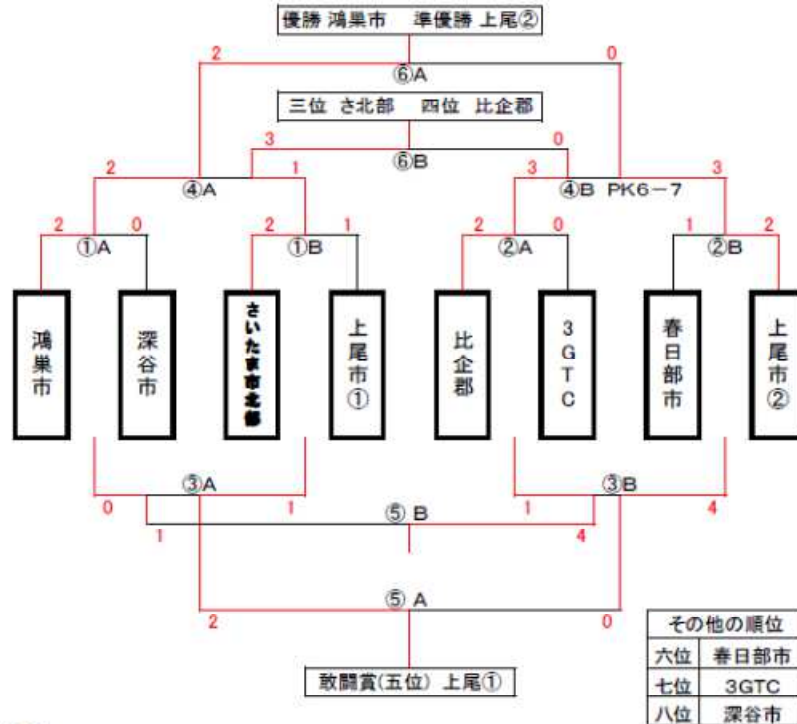 優勝 鴻巣市 準優勝 上尾②
2 0
⑥A
三位 さ北部 四位 比企郡
3 0
⑥B
2 1 3 3
④A ④B PK6-7
2 0 2 1 2 0 1 2
①A ①B ②A ②B
鴻巣市
深谷市
さいたま市北部
上尾市①
比企郡
3GTC
春日部市
上尾市②
③A ③B
0 1 1 4
⑤B
1 4
⑤A
2 0
敢闘賞(五位) 上尾①
その他の順位
六位 春日部市
七位 3GTC
八位 深谷市